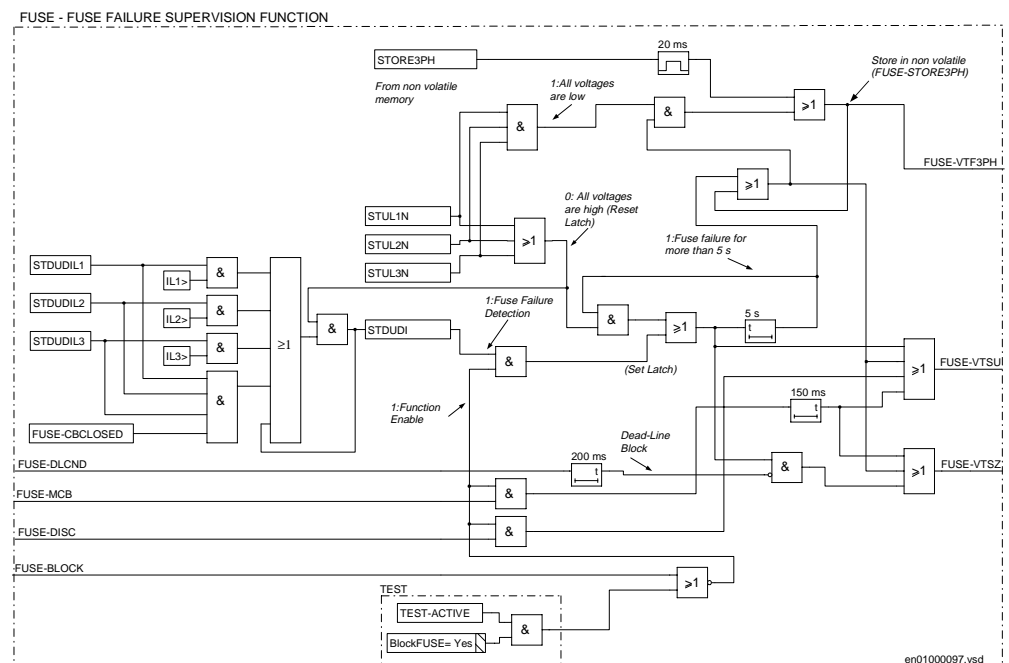 FUSE - FUSE FAILURE SUPERVISION FUNCTION
STORE3PH
20 ms
Store in non volatile
(FUSE-STORE3PH)
From non volatile
memory
1:All voltages
are low
&
&
≥1
FUSE-VTF3PH
≥1
STUL1N
STUL2N
STUL3N
≥1
0: All voltages
are high (Reset
Latch)
1:Fuse failure for
more than 5 s
STDUDIL1
IL1>
&
STDUDIL2
IL2>
&
STDUDIL3
IL3>
&
&
FUSE-CBCLOSED
≥1
&
STDUDI
1:Fuse Failure
Detection
&
&
≥1
(Set Latch)
5 s
t
≥1
FUSE-VTSU
150 ms
t
1:Function
Enable
Dead-Line
Block
FUSE-DLCND
200 ms
t
&
≥1
FUSE-VTSZ
FUSE-MCB
&
FUSE-DISC
&
FUSE-BLOCK
≥1
TEST
TEST-ACTIVE
BlockFUSE= Yes
&
en01000097.vsd